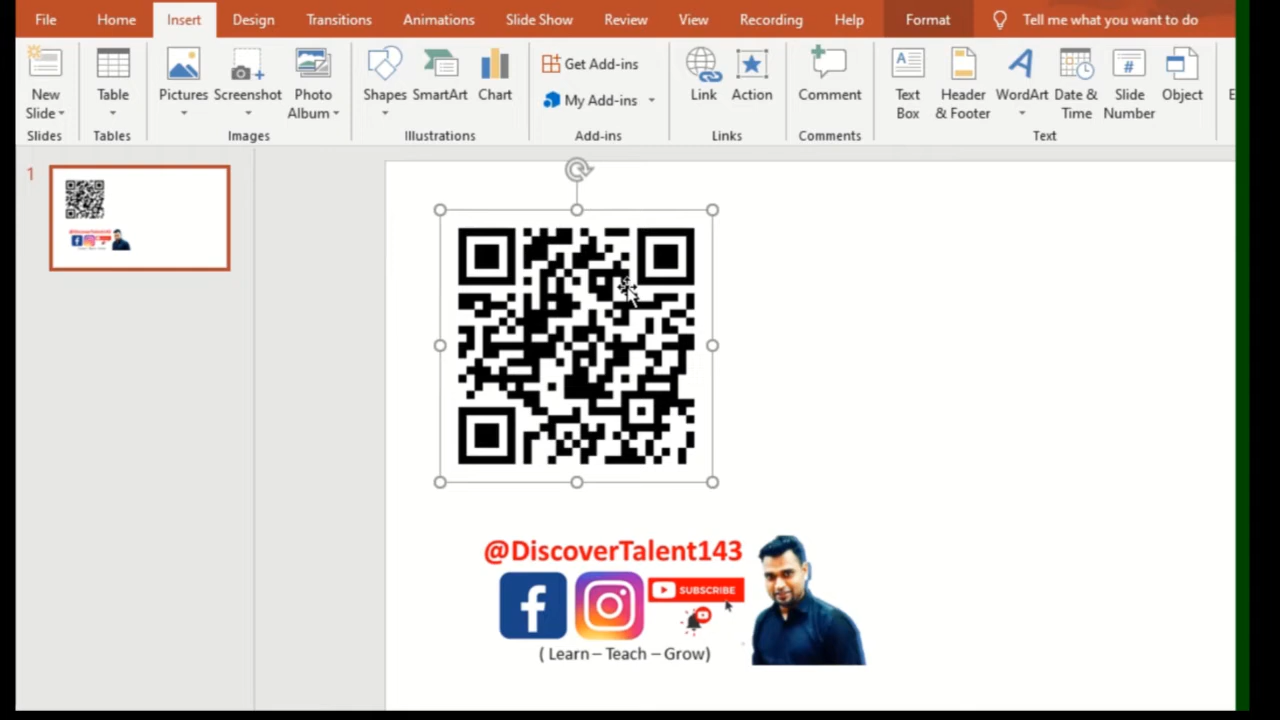 File Home Insert Design Transitions Animations Slide Show Review View Recording Help Format Tell me what you want to do
New Slide
Table
Pictures
Screenshot
Photo Album
Shapes
SmartArt
Chart
Get Add-ins
My Add-ins
Link
Action
Comment
Text Box
Header & Footer
WordArt
Date & Time
Slide Number
Object
Slides Tables Images Illustrations Add-ins Links Comments Text
1
@DiscoverTalent143
SUBSCRIBE
( Learn – Teach – Grow)